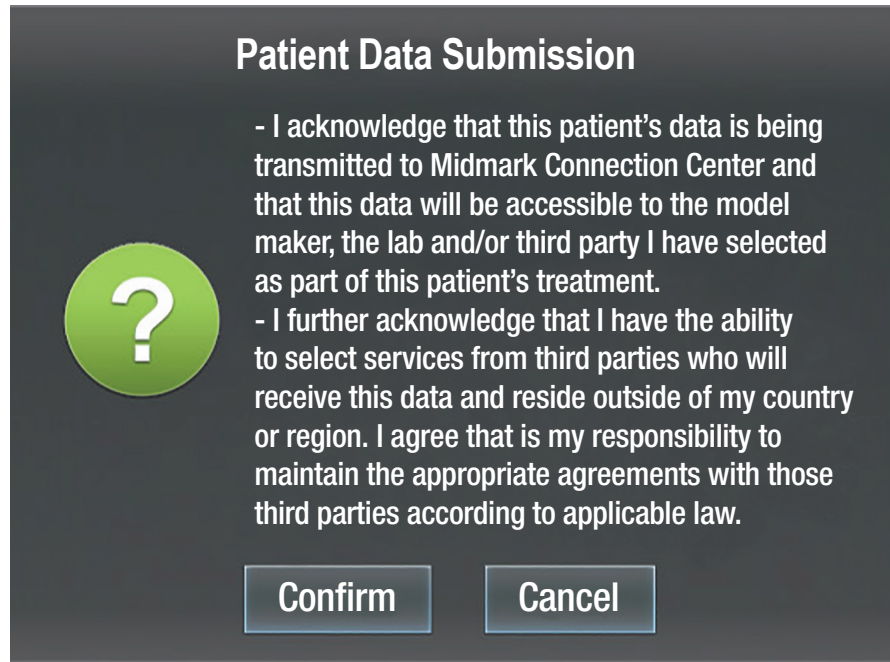 Patient Data Submission
- I acknowledge that this patient’s data is being
transmitted to Midmark Connection Center and
that this data will be accessible to the model
maker, the lab and/or third party I have selected
as part of this patient’s treatment.
- I further acknowledge that I have the ability
to select services from third parties who will
receive this data and reside outside of my country
or region. I agree that is my responsibility to
maintain the appropriate agreements with those
third parties according to applicable law.
?
Confirm
Cancel